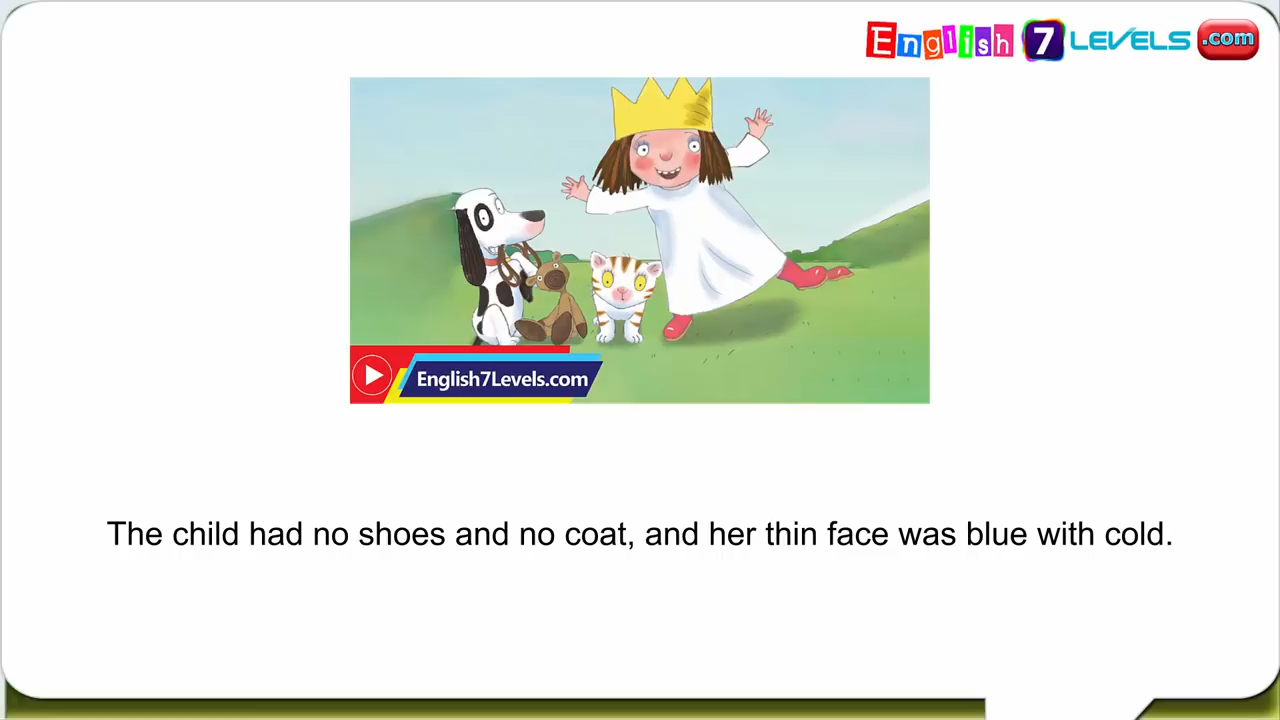 English 7 LEVELS .com
English7Levels.com
The child had no shoes and no coat, and her thin face was blue with cold.